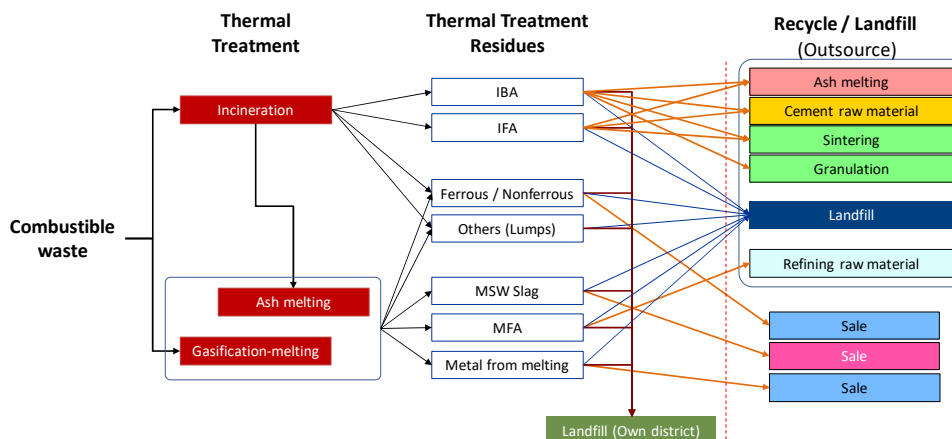 Thermal
Treatment
Thermal Treatment
Residues
Recycle / Landfill
(Outsource)
Combustible
waste
Incineration
Ash melting
Gasification-melting
IBA
IFA
Ferrous / Nonferrous
Others (Lumps)
MSW Slag
MFA
Metal from melting
Landfill (Own district)
Ash melting
Cement raw material
Sintering
Granulation
Landfill
Refining raw material
Sale
Sale
Sale